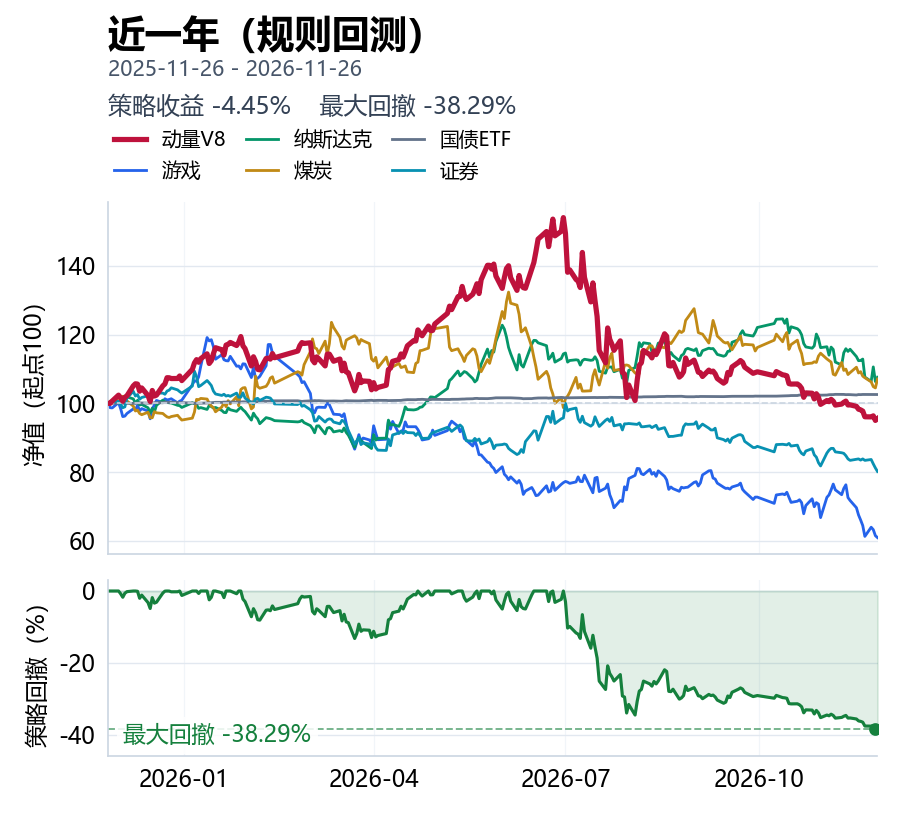 近一年（规则回测）
2025-11-26 - 2026-11-26
策略收益 -4.45% 最大回撤 -38.29%
动量V8 纳斯达克 国债ETF
游戏 煤炭 证券
净值（起点100）
140
120
100
80
60
策略回撤（%）
0
-20
-40
最大回撤 -38.29%
2026-01 2026-04 2026-07 2026-10